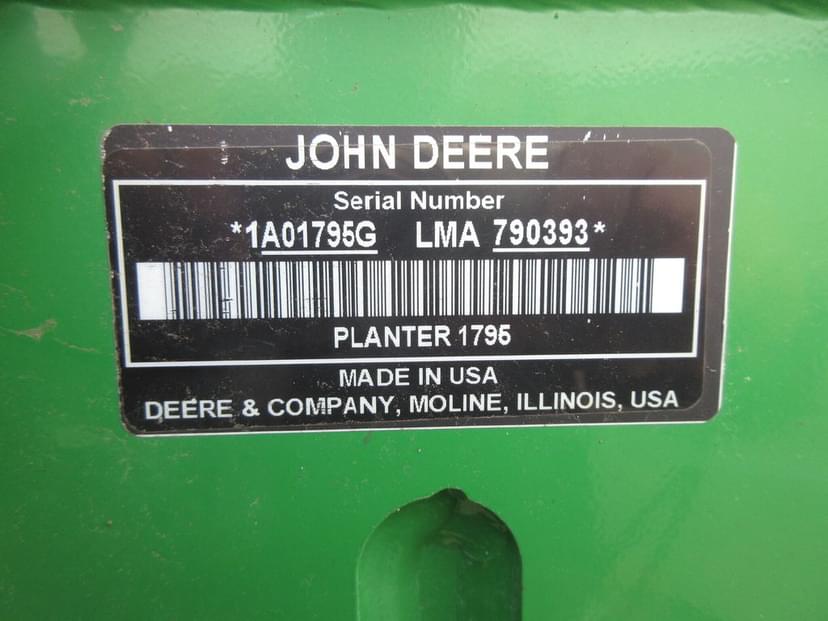 JOHN DEERE
Serial Number
*1A01795G LMA 790393*
PLANTER 1795
MADE IN USA
DEERE & COMPANY, MOLINE, ILLINOIS, USA